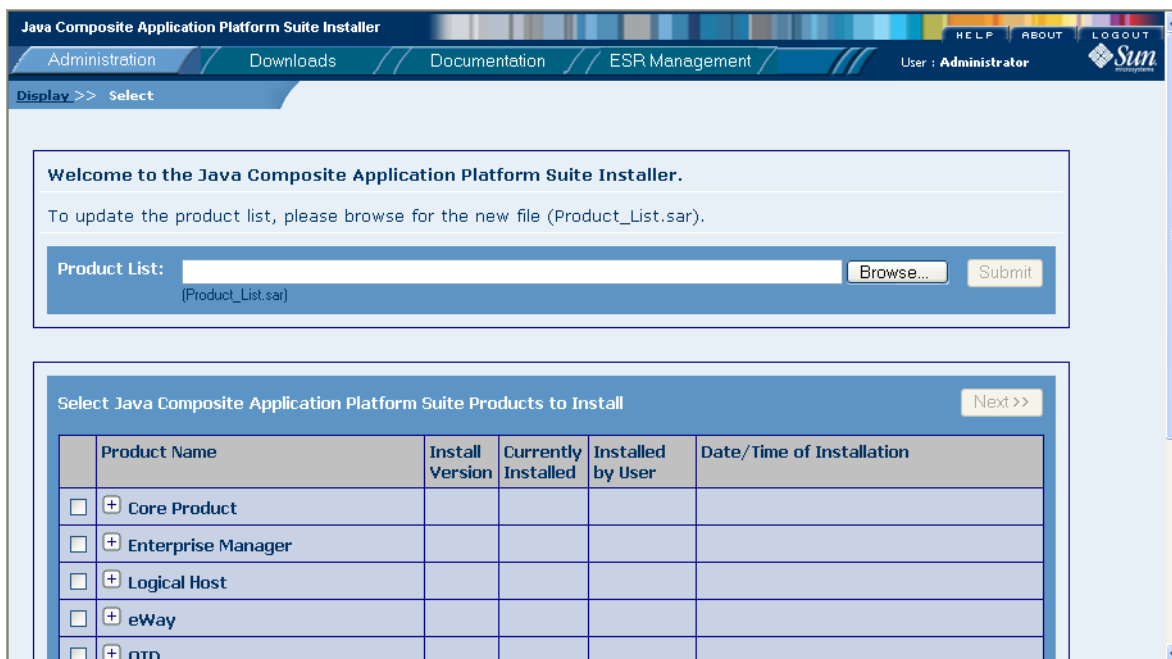 Java Composite Application Platform Suite Installer
HELP ABOUT LOGOUT
Administration Downloads Documentation ESR Management User : Administrator Sun microsystems
Display >> Select
Welcome to the Java Composite Application Platform Suite Installer.
To update the product list, please browse for the new file (Product_List.sar).
Product List: Browse... Submit
(Product_List.sar)
Select Java Composite Application Platform Suite Products to Install Next >>
Product Name Install Version Currently Installed Installed by User Date/Time of Installation
Core Product
Enterprise Manager
Logical Host
eWay
OTD